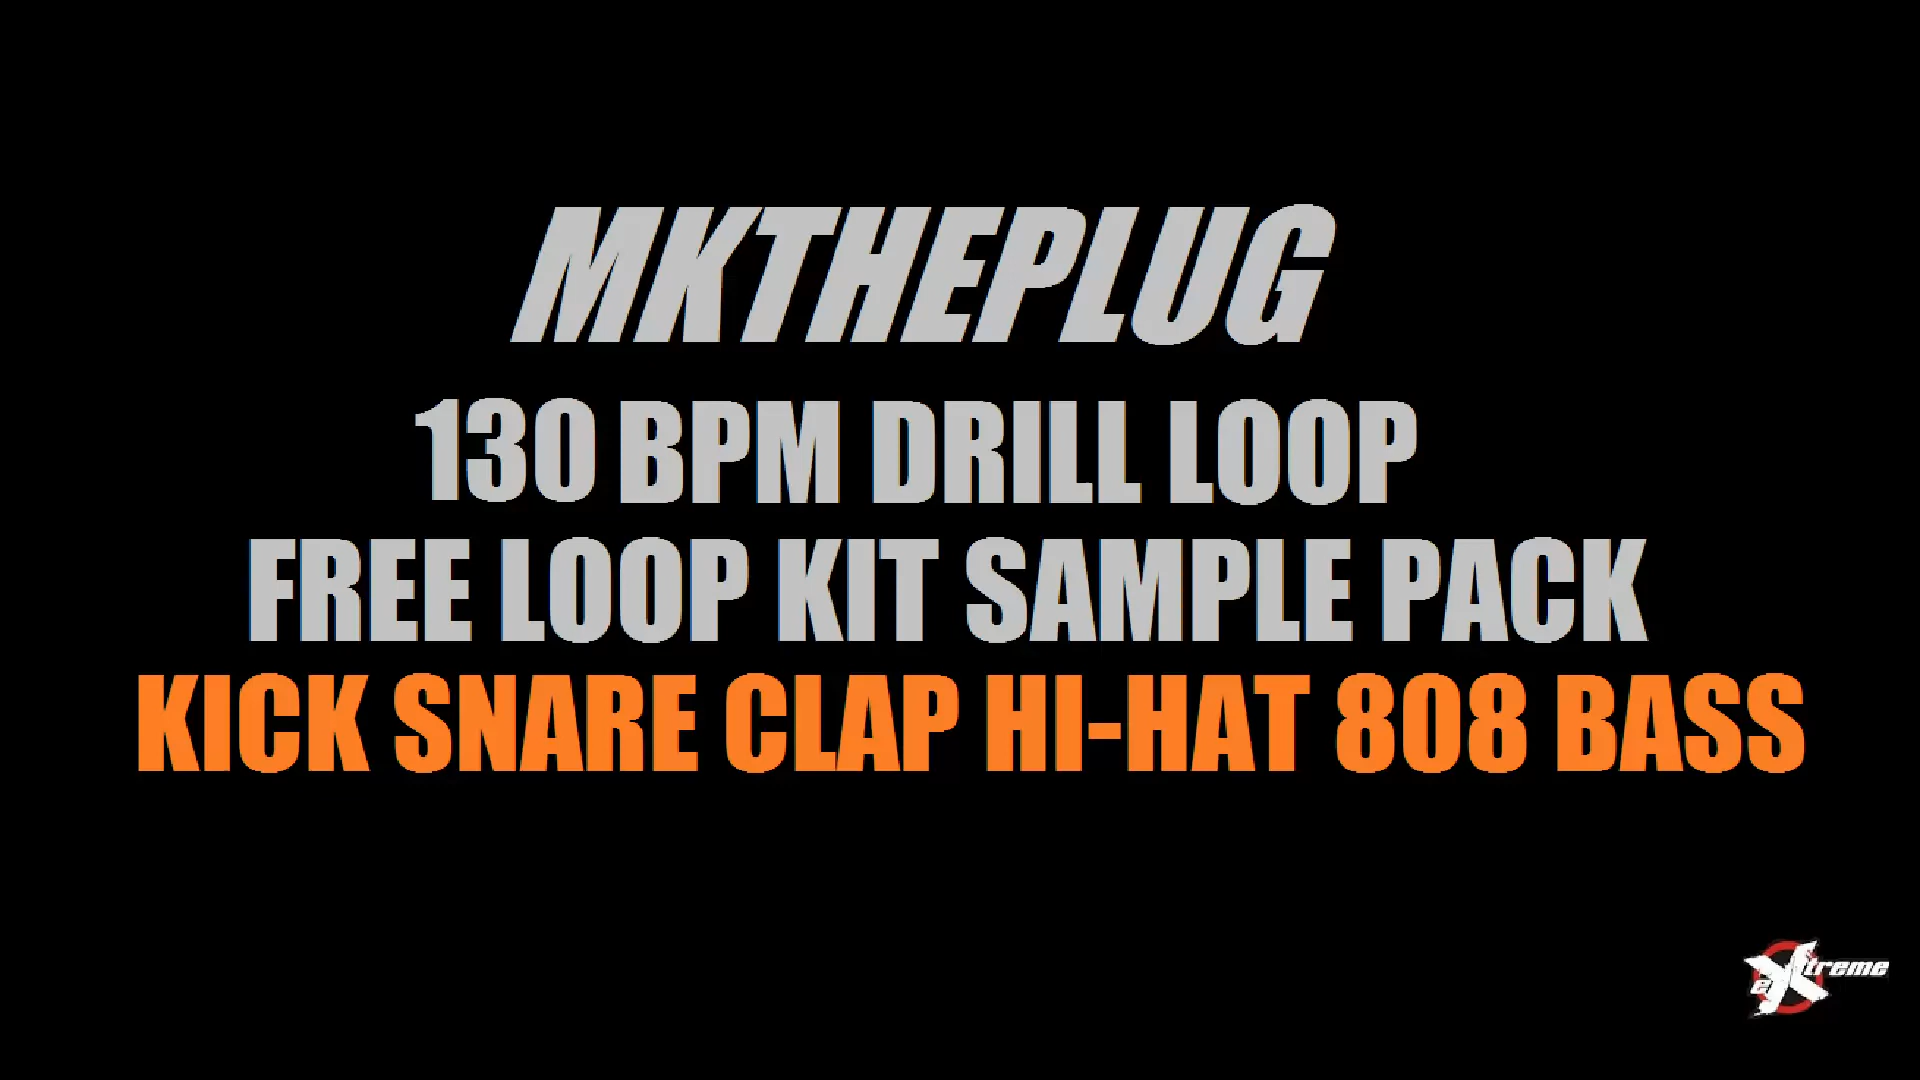 MKTHEPLUG
130 BPM DRILL LOOP
FREE LOOP KIT SAMPLE PACK
KICK SNARE CLAP HI-HAT 808 BASS
eXtreme